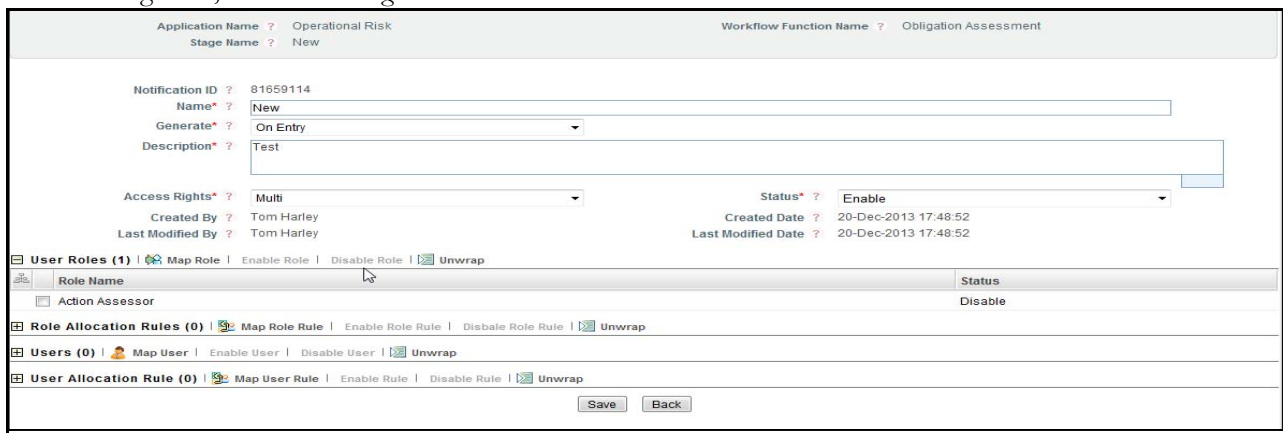 Application Name ? Operational Risk Workflow Function Name ? Obligation Assessment
Stage Name ? New
Notification ID ? 81659114
Name* ? New
Generate* ? On Entry
Description* ? Test
Access Rights* ? Multi Status* ? Enable
Created By ? Tom Harley Created Date ? 20-Dec-2013 17:48:52
Last Modified By ? Tom Harley Last Modified Date ? 20-Dec-2013 17:48:52
User Roles (1) | Map Role | Enable Role | Disable Role | Unwrap
Role Name Status
Action Assessor Disable
Role Allocation Rules (0) | Map Role Rule | Enable Role Rule | Disbale Role Rule | Unwrap
Users (0) | Map User | Enable User | Disable User | Unwrap
User Allocation Rule (0) | Map User Rule | Enable Rule | Disable Rule | Unwrap
Save Back